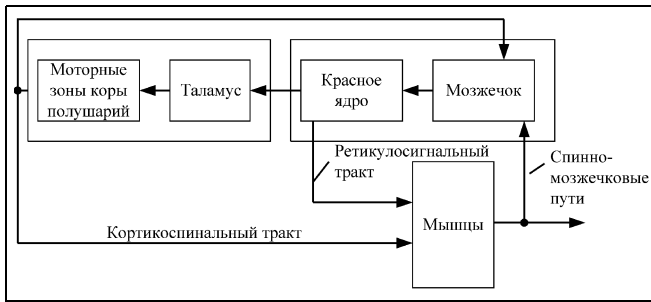 Моторные
зоны коры
полушарий
Таламус
Красное
ядро
Мозжечок
Ретикулосигнальный
тракт
Спинно-
мозжечковые
пути
Мышцы
Кортикоспинальный тракт